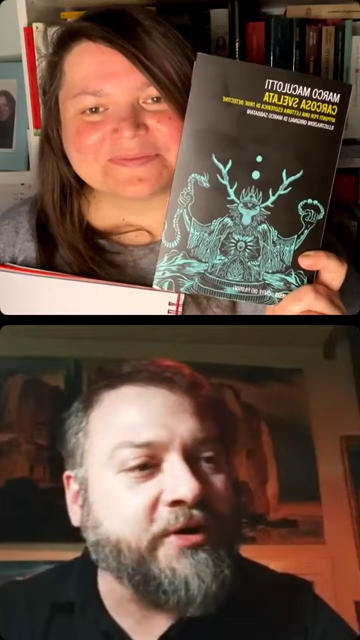 MARCO MACULOTTI
CARCOSA SVELATA
APPUNTI PER UNA LETTURA ESOTERICA DI TRUE DETECTIVE
ILLUSTRAZIONI ORIGINALI DI MARCO SABBATANI